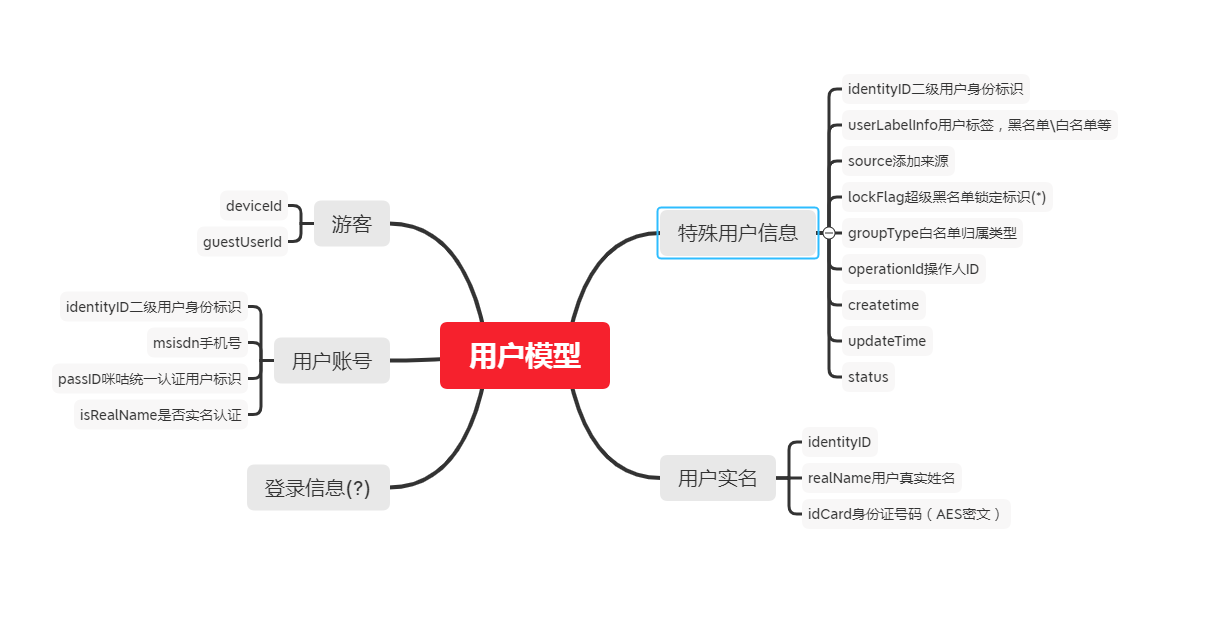 用户模型
特殊用户信息
identityID二级用户身份标识
userLabelInfo用户标签，黑名单\白名单等
source添加来源
lockFlag超级黑名单锁定标识(*)
groupType白名单归属类型
operationId操作人ID
createtime
updateTime
status
用户实名
identityID
realName用户真实姓名
idCard身份证号码（AES密文）
游客
deviceId
guestUserId
用户账号
identityID二级用户身份标识
msisdn手机号
passID咪咕统一认证用户标识
isRealName是否实名认证
登录信息(?)